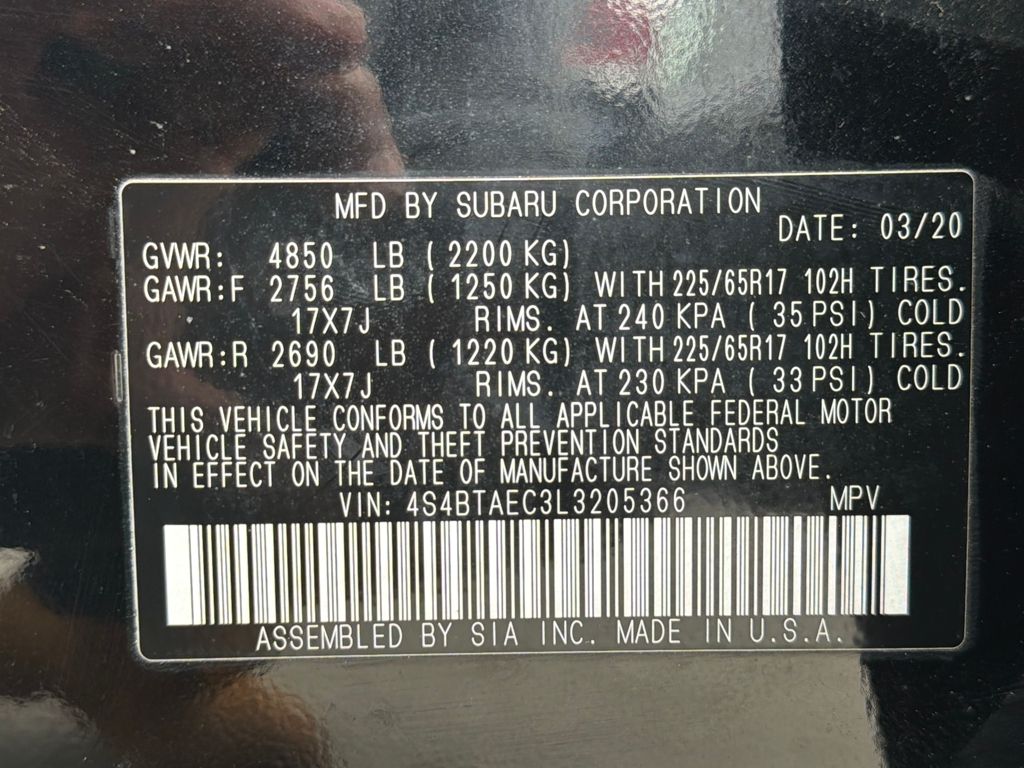 MFD BY SUBARU CORPORATION
DATE: 03/20
GVWR: 4850 LB ( 2200 KG)
GAWR:F 2756 LB ( 1250 KG) WITH 225/65R17 102H TIRES.
17X7J RIMS. AT 240 KPA ( 35 PSI) COLD
GAWR:R 2690 LB ( 1220 KG) WITH 225/65R17 102H TIRES.
17X7J RIMS. AT 230 KPA ( 33 PSI) COLD
THIS VEHICLE CONFORMS TO ALL APPLICABLE FEDERAL MOTOR
VEHICLE SAFETY AND THEFT PREVENTION STANDARDS
IN EFFECT ON THE DATE OF MANUFACTURE SHOWN ABOVE.
VIN: 4S4BTAEC3L3205366 MPV
ASSEMBLED BY SIA INC. MADE IN U.S.A.